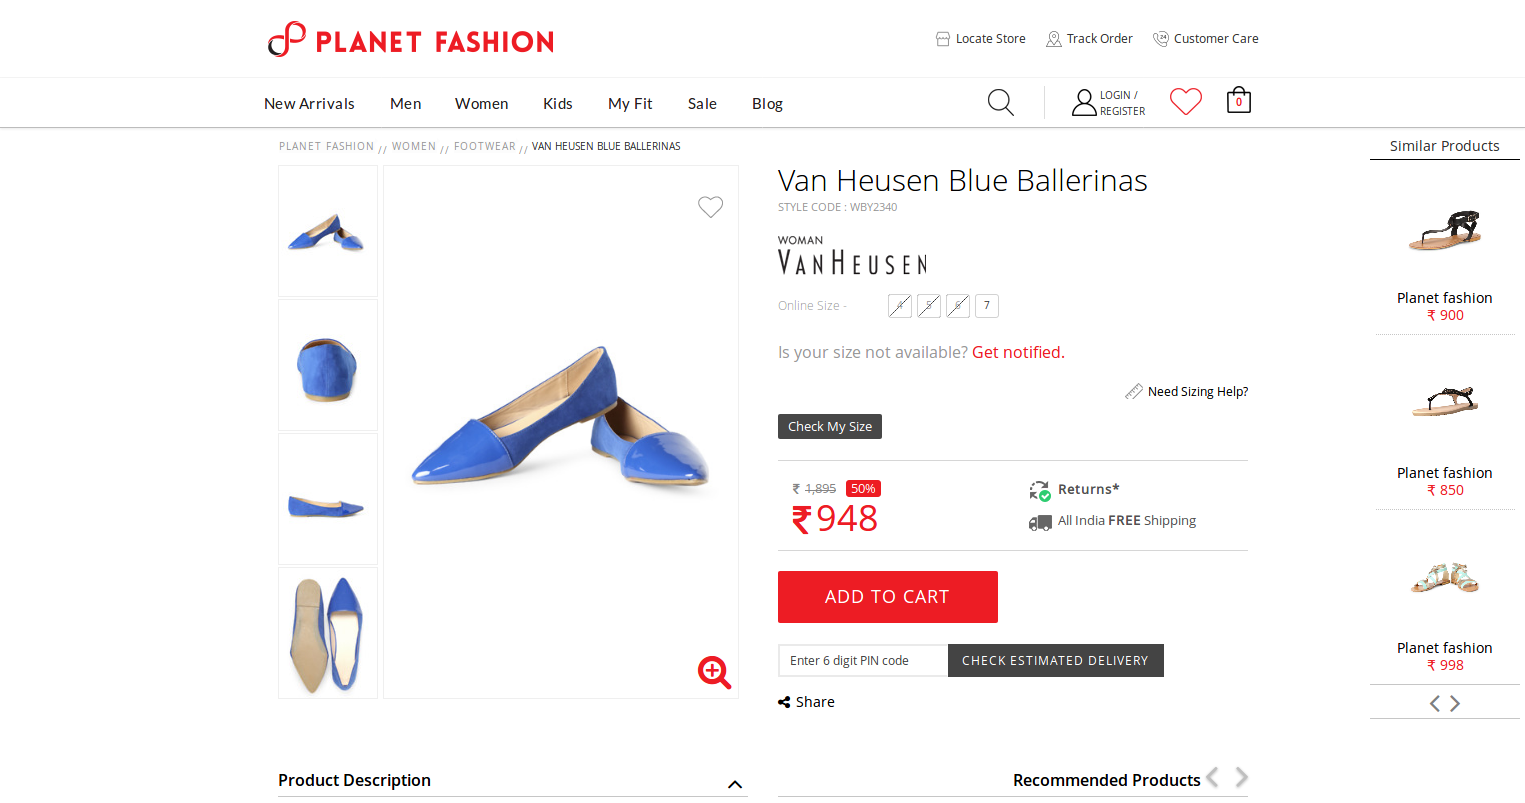 PLANET FASHION
Locate Store
Track Order
24
Customer Care
New Arrivals
Men
Women
Kids
My Fit
Sale
Blog
LOGIN /
REGISTER
0
PLANET FASHION // WOMEN // FOOTWEAR // VAN HEUSEN BLUE BALLERINAS
Van Heusen Blue Ballerinas
STYLE CODE : WBY2340
WOMAN
VANHEUSEN
Online Size -
4
5
6
7
Is your size not available? Get notified.
Need Sizing Help?
Check My Size
₹ 1,895 50%
₹ 948
Returns*
All India FREE Shipping
ADD TO CART
Enter 6 digit PIN code
CHECK ESTIMATED DELIVERY
Share
Similar Products
Planet fashion
₹ 900
Planet fashion
₹ 850
Planet fashion
₹ 998
Product Description
Recommended Products